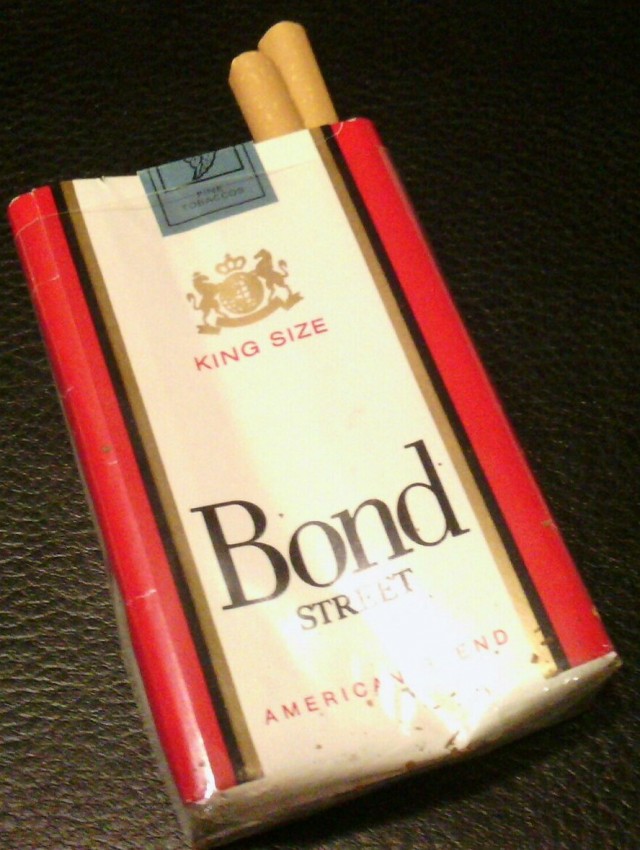 FINE
TOBACCOS
KING SIZE
Bond
STREET
AMERICAN BLEND